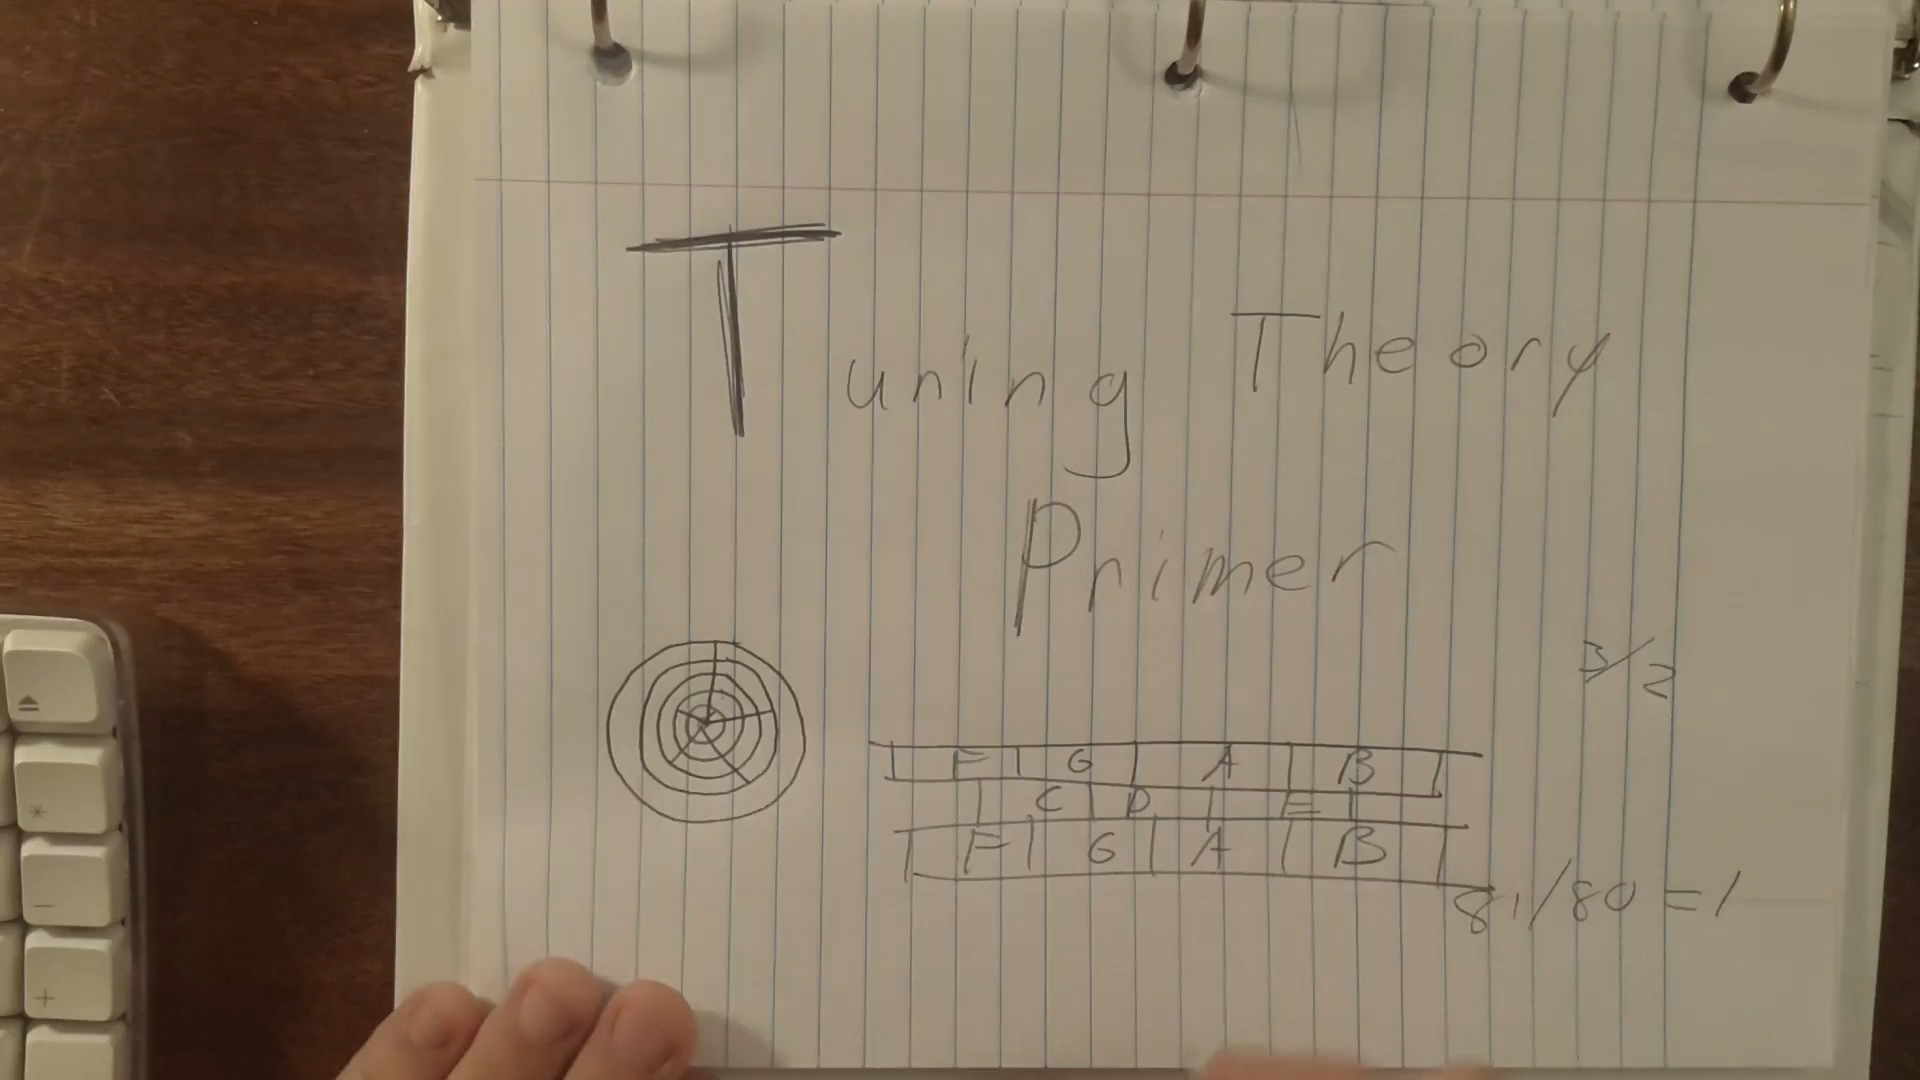 Tuning Theory
Primer
3/2
F G A B
C D E
F G A B
81/80 = 1
*
-
+